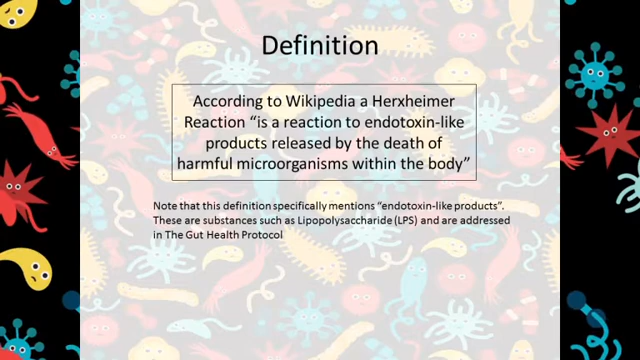 Definition
According to Wikipedia a Herxheimer
Reaction “is a reaction to endotoxin-like
products released by the death of
harmful microorganisms within the body”
Note that this definition specifically mentions “endotoxin-like products”.
These are substances such as Lipopolysaccharide (LPS) and are addressed
in The Gut Health Protocol